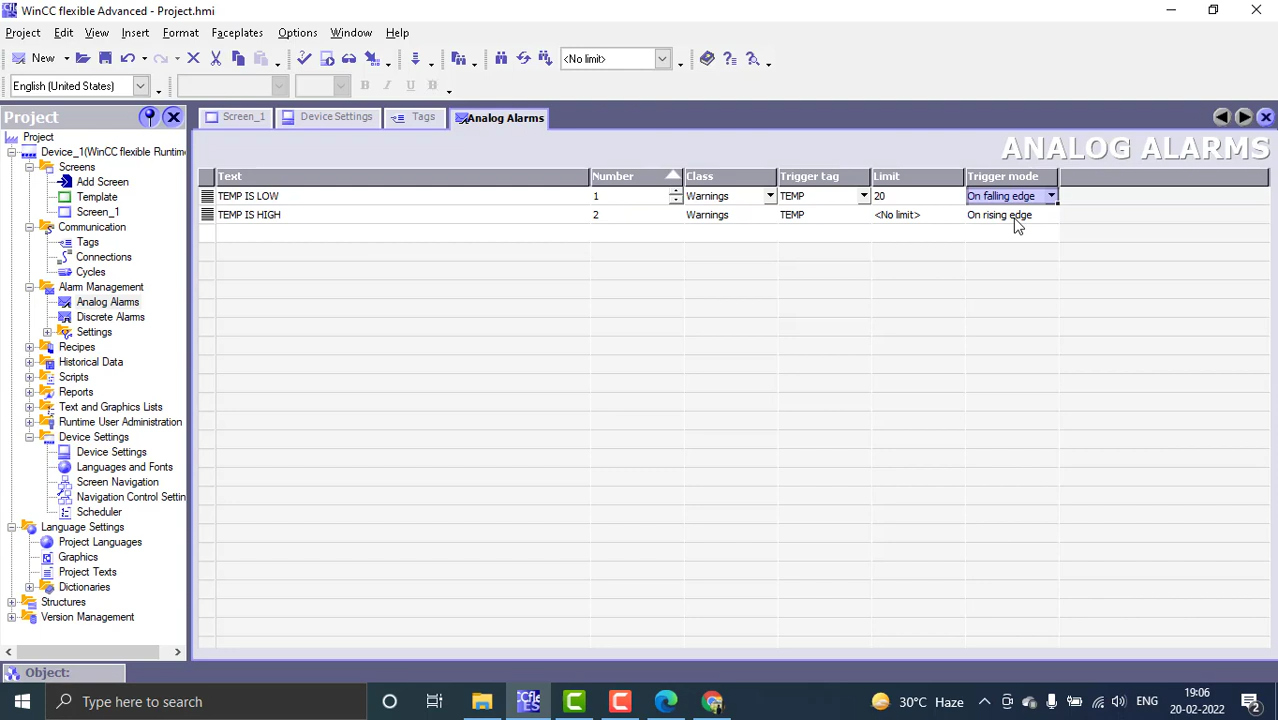 WinCC flexible Advanced - Project.hmi
Project Edit View Insert Format Faceplates Options Window Help
New <No limit>
English (United States) B I U B
Project
Screen_1 Device Settings Tags Analog Alarms
ANALOG ALARMS
Text Number Class Trigger tag Limit Trigger mode
TEMP IS LOW 1 Warnings TEMP 20 On falling edge
TEMP IS HIGH 2 Warnings TEMP <No limit> On rising edge
Project
Device_1(WinCC flexible Runtime
Screens
Add Screen
Template
Screen_1
Communication
Tags
Connections
Cycles
Alarm Management
Analog Alarms
Discrete Alarms
Settings
Recipes
Historical Data
Scripts
Reports
Text and Graphics Lists
Runtime User Administration
Device Settings
Device Settings
Languages and Fonts
Screen Navigation
Navigation Control Settin
Scheduler
Language Settings
Project Languages
Graphics
Project Texts
Dictionaries
Structures
Version Management
Object:
Type here to search
30°C Haze
ENG
19:06
20-02-2022
2